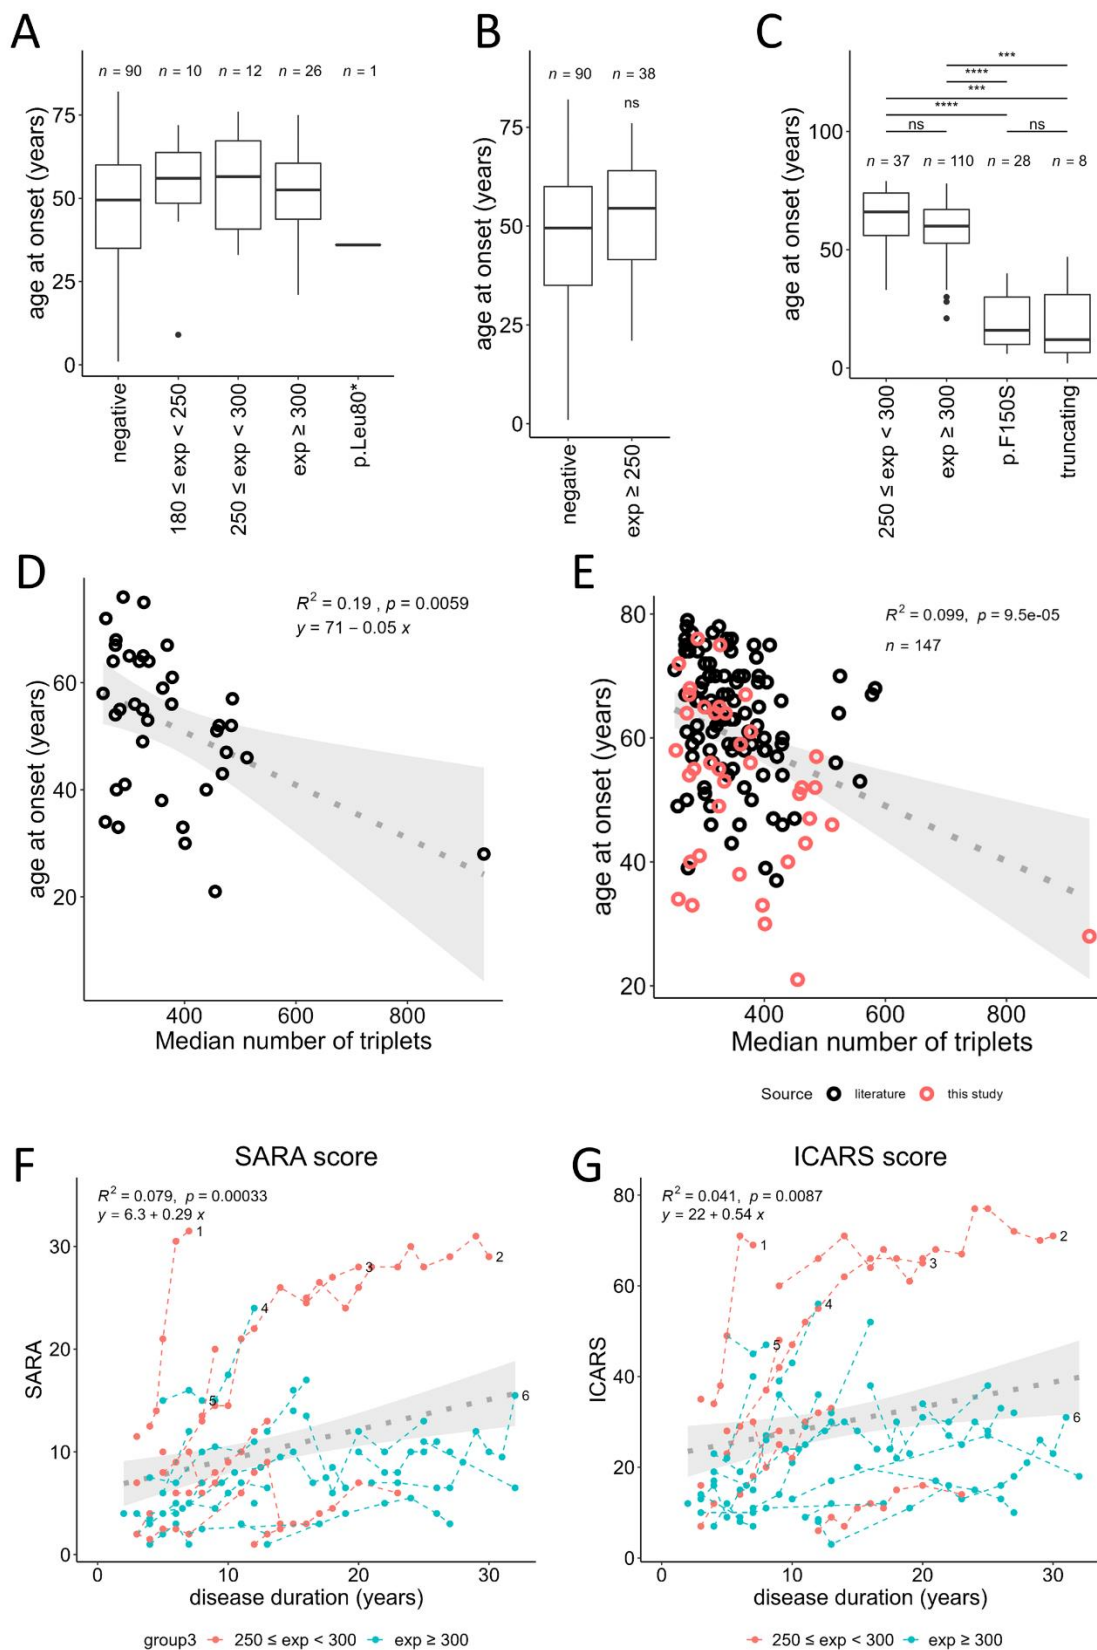 A
n = 90 n = 10 n = 12 n = 26 n = 1
age at onset (years)
75
50
25
0
negative
180 ≤ exp < 250
250 ≤ exp < 300
exp ≥ 300
p.Leu80*
B
n = 90 n = 38
ns
age at onset (years)
75
50
25
0
negative
exp ≥ 250
C
***
****
***
****
ns ns
n = 37 n = 110 n = 28 n = 8
age at onset (years)
100
50
0
250 ≤ exp < 300
exp ≥ 300
p.F150S
truncating
D
R² = 0.19 , p = 0.0059
y = 71 − 0.05 x
age at onset (years)
60
40
20
400 600 800
Median number of triplets
E
R² = 0.099, p = 9.5e-05
n = 147
age at onset (years)
80
60
40
20
400 600 800
Median number of triplets
Source literature this study
F
SARA score
R² = 0.079, p = 0.00033
y = 6.3 + 0.29 x
SARA
30
20
10
0
1
2
3
4
5
6
0 10 20 30
disease duration (years)
group3 250 ≤ exp < 300 exp ≥ 300
G
ICARS score
R² = 0.041, p = 0.0087
y = 22 + 0.54 x
ICARS
80
60
40
20
0
1
2
3
4
5
6
0 10 20 30
disease duration (years)
250 ≤ exp < 300 exp ≥ 300